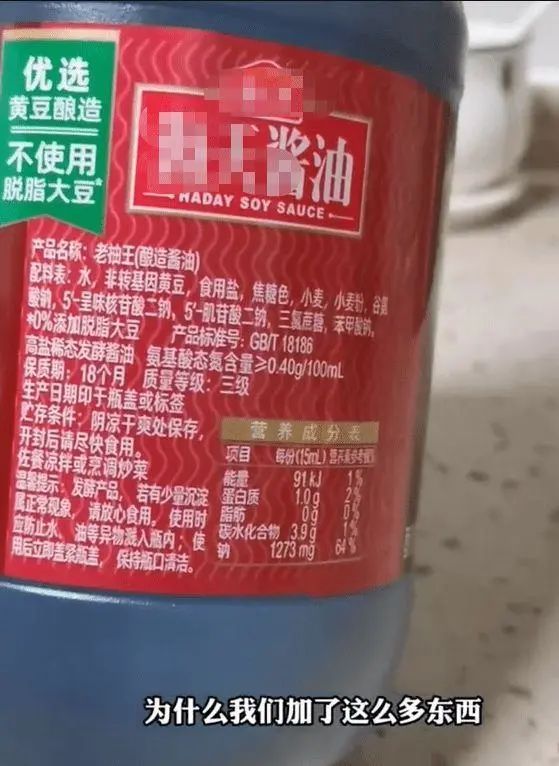 优选
黄豆酿造
不使用
脱脂大豆*
酱油
HADAY SOY SAUCE
产品名称：老抽王(酿造酱油)
配料表：水，非转基因黄豆，食用盐，焦糖色，小麦，小麦粉，谷氨
酸钠，5'-呈味核苷酸二钠、5'-肌苷酸二钠，三氯蔗糖，苯甲酸钠。
*0%添加脱脂大豆 产品标准号：GB/T 18186
高盐稀态发酵酱油 氨基酸态氮含量≥0.40g/100mL
保质期：18个月 质量等级：三级
生产日期印于瓶盖或标签
贮存条件：阴凉干爽处保存，
开封后请尽快食用。
佐餐凉拌或烹调炒菜
温馨提示：发酵产品，若有少量沉淀
属正常现象，请放心食用。使用时
应防止水、油等异物溅入瓶内；使
用后立即盖紧瓶盖，保持瓶口清洁。
营养成分表
项目 每份(15mL) 营养素参考值%
能量 91 kJ 1%
蛋白质 1.0 g 2%
脂肪 0 g 0%
碳水化合物 3.9 g 1%
钠 1273 mg 64%
为什么我们加了这么多东西